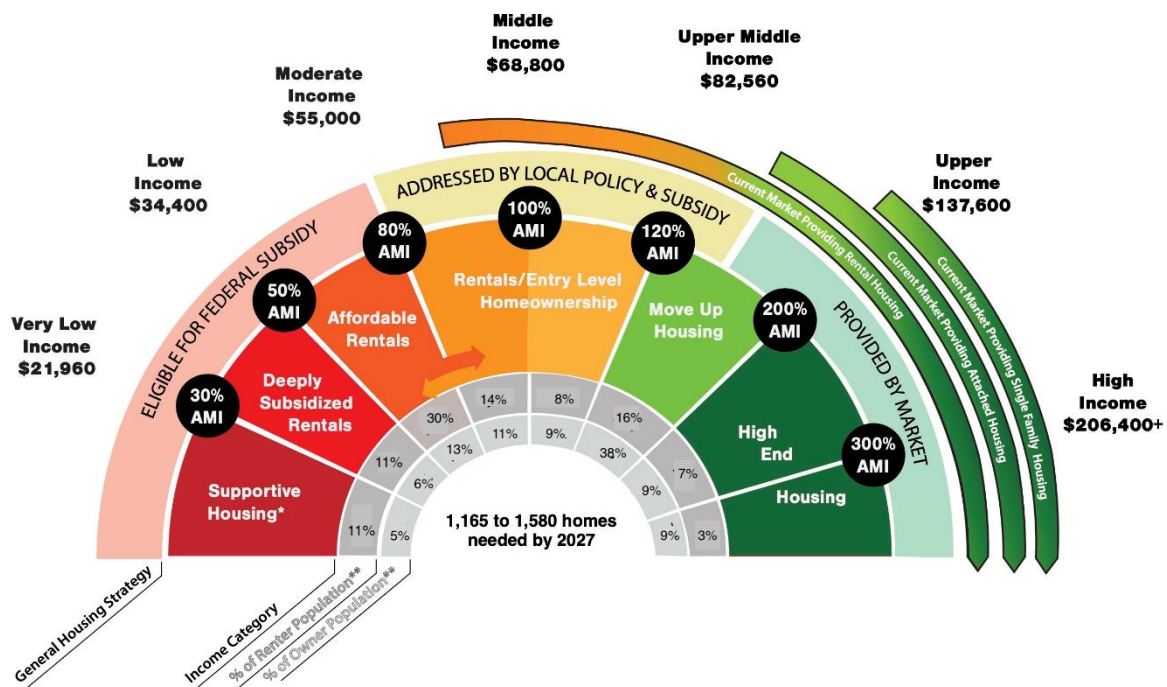 Middle
Income
$68,800
Upper Middle
Income
$82,560
Moderate
Income
$55,000
Low
Income
$34,400
Upper
Income
$137,600
Very Low
Income
$21,960
High
Income
$206,400+
ELIGIBLE FOR FEDERAL SUBSIDY
ADDRESSED BY LOCAL POLICY & SUBSIDY
PROVIDED BY MARKET
Current Market Providing Rental Housing
Current Market Providing Attached Housing
Current Market Providing Single Family Housing
30%
AMI
50%
AMI
80%
AMI
100%
AMI
120%
AMI
200%
AMI
300%
AMI
Supportive
Housing*
Deeply
Subsidized
Rentals
Affordable
Rentals
Rentals/Entry Level
Homeownership
Move Up
Housing
High
End
Housing
11%
11%
30%
14%
8%
16%
7%
3%
5%
6%
13%
11%
9%
38%
9%
9%
1,165 to 1,580 homes
needed by 2027
General Housing Strategy
Income Category
% of Renter Population**
% of Owner Population**